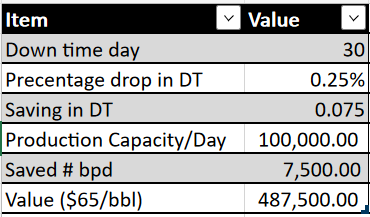 Item Value
Down time day 30
Precentage drop in DT 0.25%
Saving in DT 0.075
Production Capacity/Day 100,000.00
Saved # bpd 7,500.00
Value ($65/bbl) 487,500.00